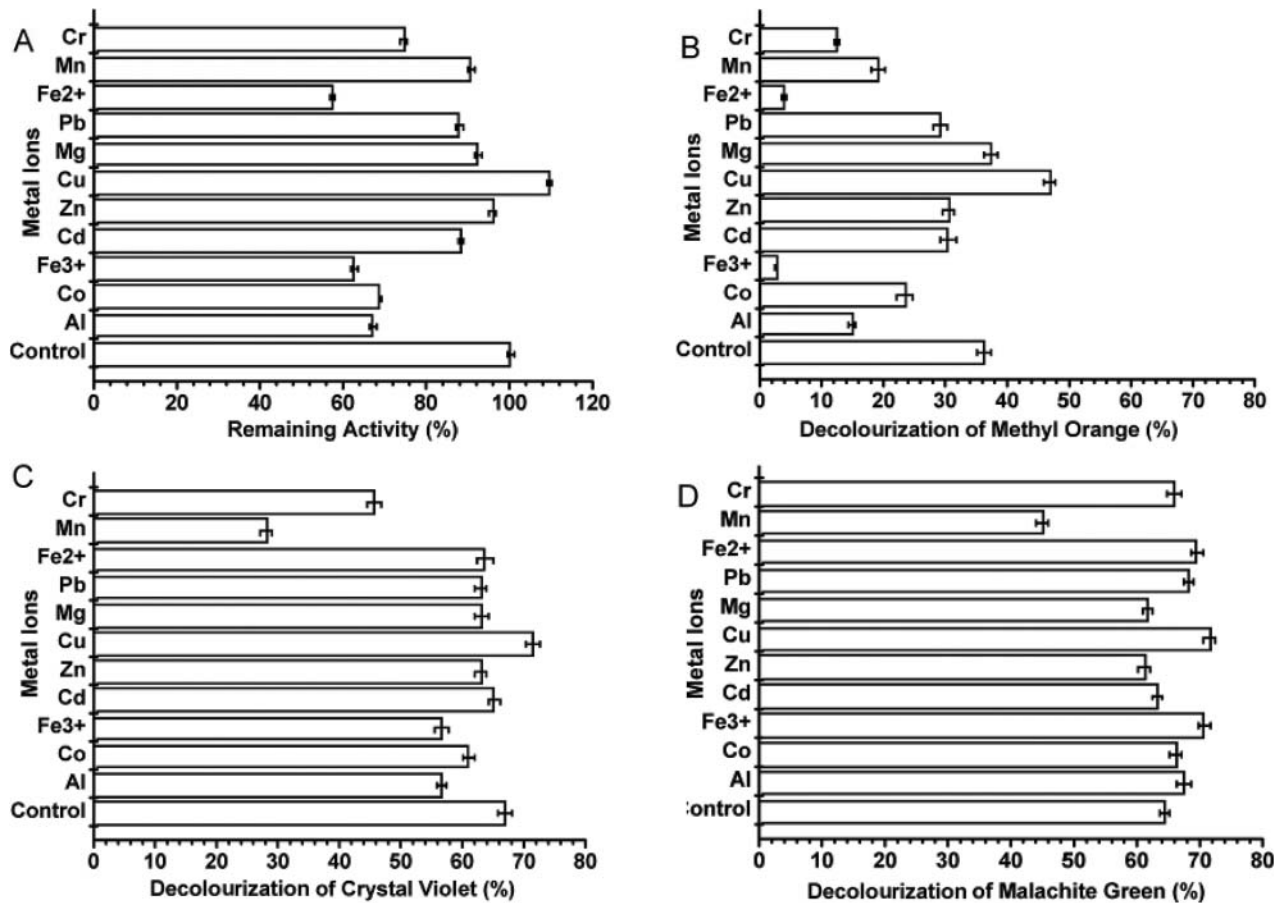 A
Metal Ions
Cr
Mn
Fe2+
Pb
Mg
Cu
Zn
Cd
Fe3+
Co
Al
Control
0 20 40 60 80 100 120
Remaining Activity (%)
B
Metal Ions
Cr
Mn
Fe2+
Pb
Mg
Cu
Zn
Cd
Fe3+
Co
Al
Control
0 10 20 30 40 50 60 70 80
Decolourization of Methyl Orange (%)
C
Metal Ions
Cr
Mn
Fe2+
Pb
Mg
Cu
Zn
Cd
Fe3+
Co
Al
Control
0 10 20 30 40 50 60 70 80
Decolourization of Crystal Violet (%)
D
Metal Ions
Cr
Mn
Fe2+
Pb
Mg
Cu
Zn
Cd
Fe3+
Co
Al
Control
0 10 20 30 40 50 60 70 80
Decolourization of Malachite Green (%)